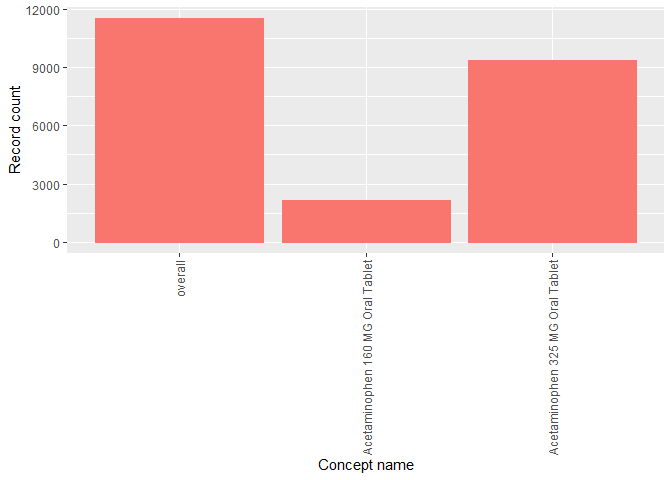 12000
9000
6000
3000
0
Record count
overall
Acetaminophen 160 MG Oral Tablet
Acetaminophen 325 MG Oral Tablet
Concept name